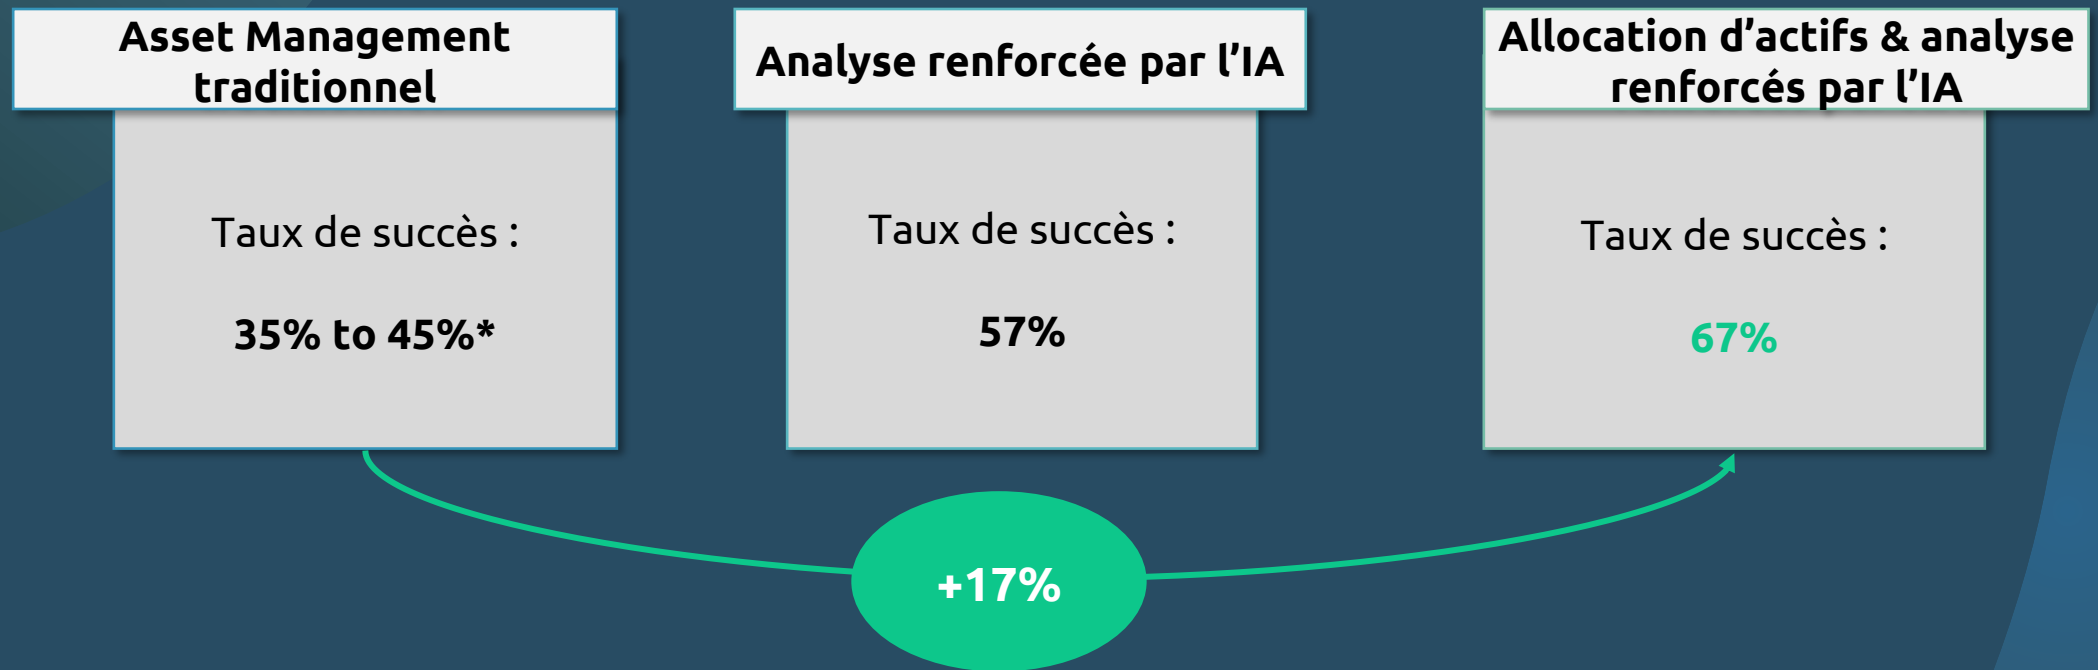 Asset Management
traditionnel
Taux de succès :
35% to 45%*
Analyse renforcée par l’IA
Taux de succès :
57%
Allocation d’actifs & analyse
renforcés par l’IA
Taux de succès :
67%
+17%